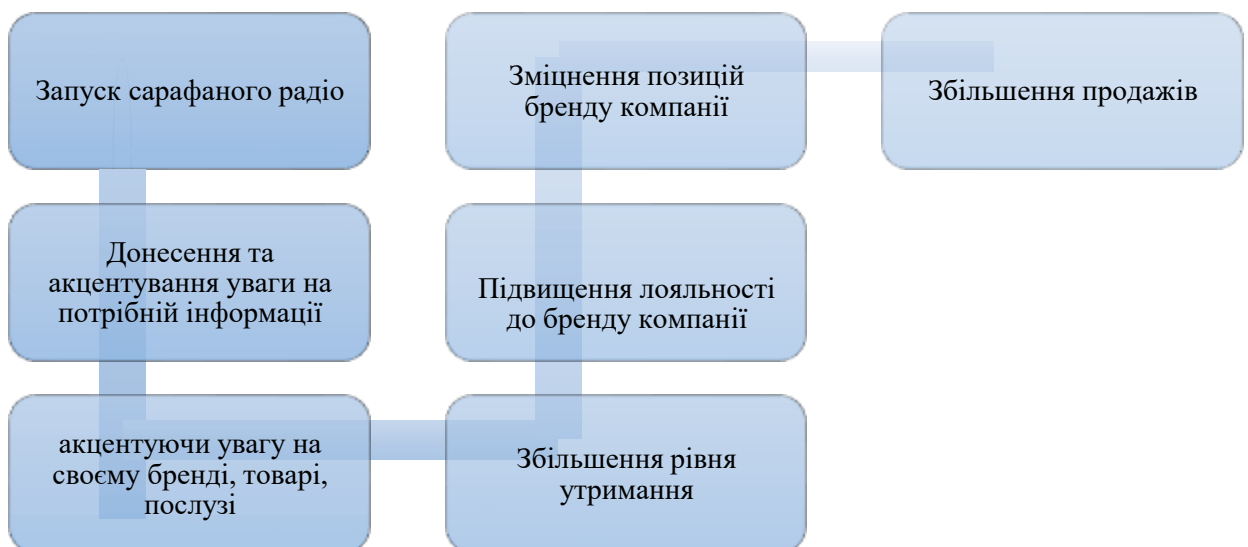 Запуск сарафаного радіо
Донесення та
акцентування уваги на
потрібній інформації
акцентуючи увагу на
своєму бренді, товарі,
послузі
Збільшення рівня
утримання
Підвищення лояльності
до бренду компанії
Зміцнення позицій
бренду компанії
Збільшення продажів